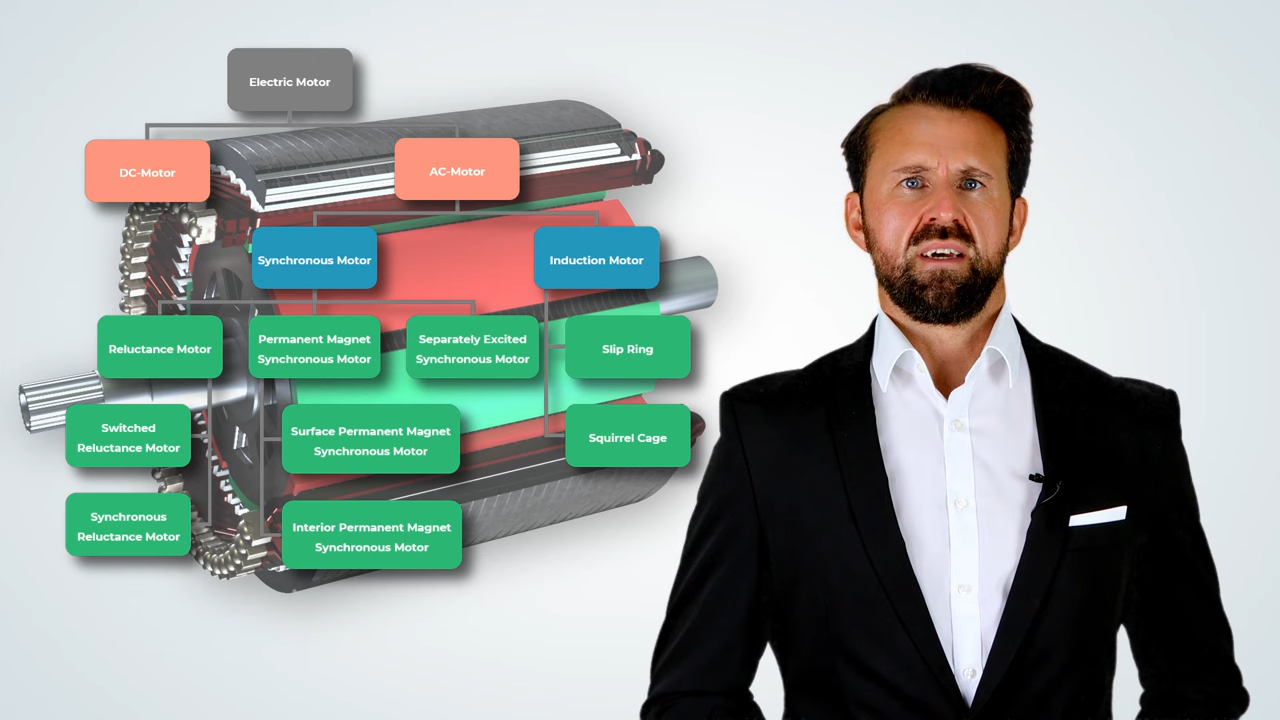 Electric Motor
DC-Motor
AC-Motor
Synchronous Motor
Induction Motor
Reluctance Motor
Permanent Magnet
Synchronous Motor
Separately Excited
Synchronous Motor
Slip Ring
Switched
Reluctance Motor
Surface Permanent Magnet
Synchronous Motor
Squirrel Cage
Synchronous
Reluctance Motor
Interior Permanent Magnet
Synchronous Motor